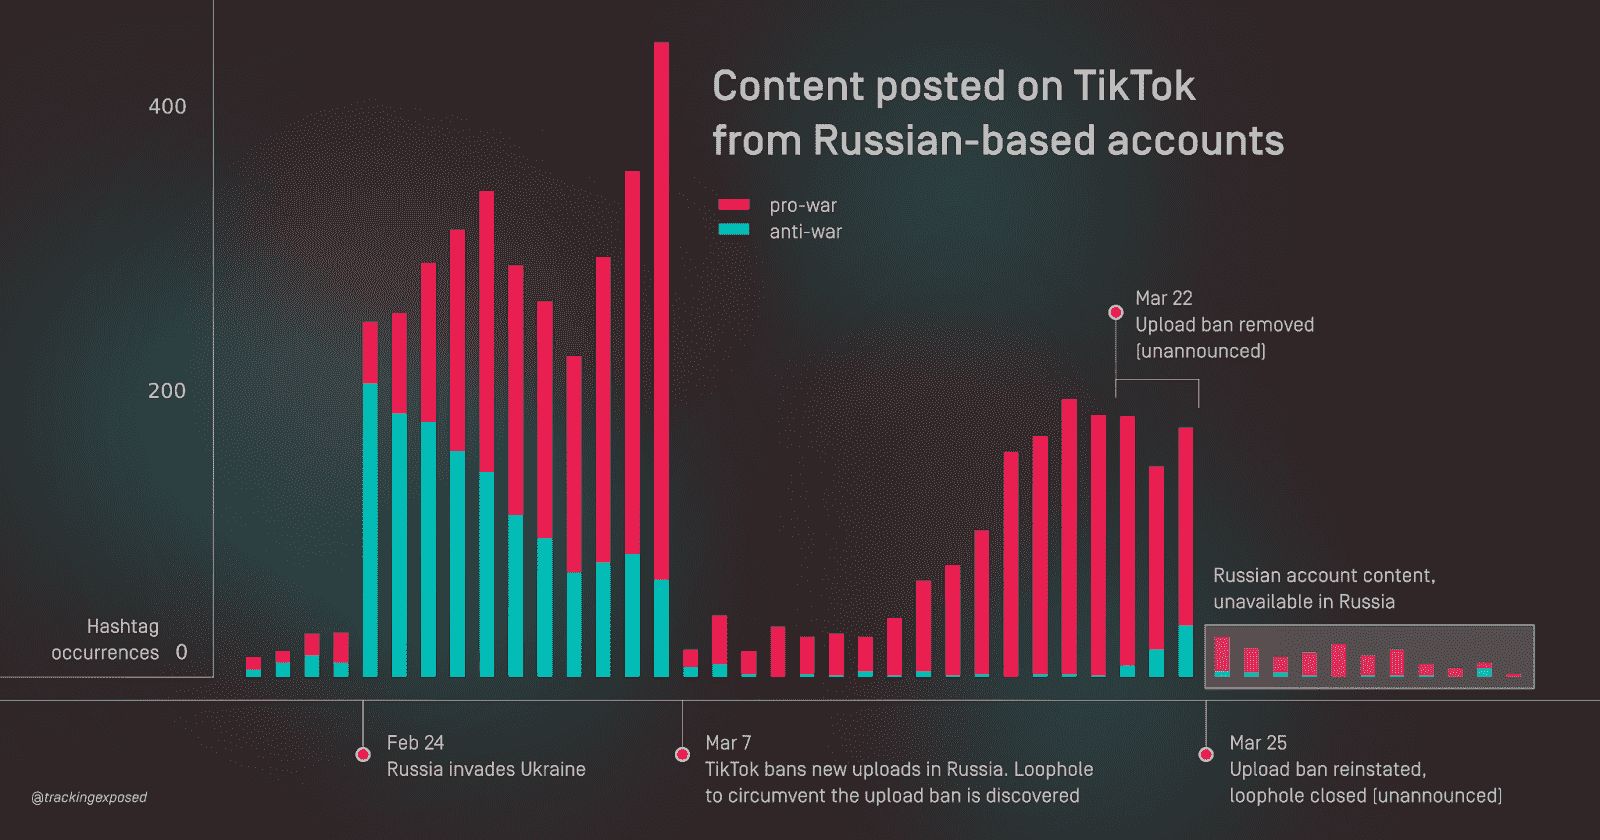 Content posted on TikTok
from Russian-based accounts
pro-war
anti-war
400
200
Hashtag
occurrences 0
Mar 22
Upload ban removed
(unannounced)
Russian account content,
unavailable in Russia
Feb 24
Russia invades Ukraine
Mar 7
TikTok bans new uploads in Russia. Loophole
to circumvent the upload ban is discovered
Mar 25
Upload ban reinstated,
loophole closed (unannounced)
@trackingexposed